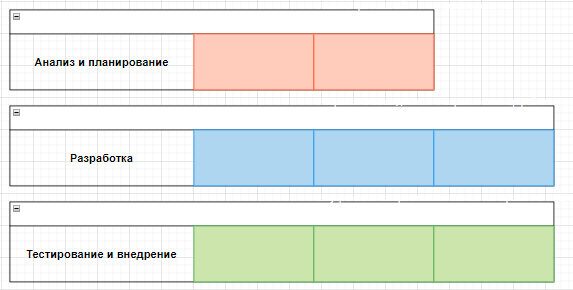 Анализ и планирование
Разработка
Тестирование и внедрение